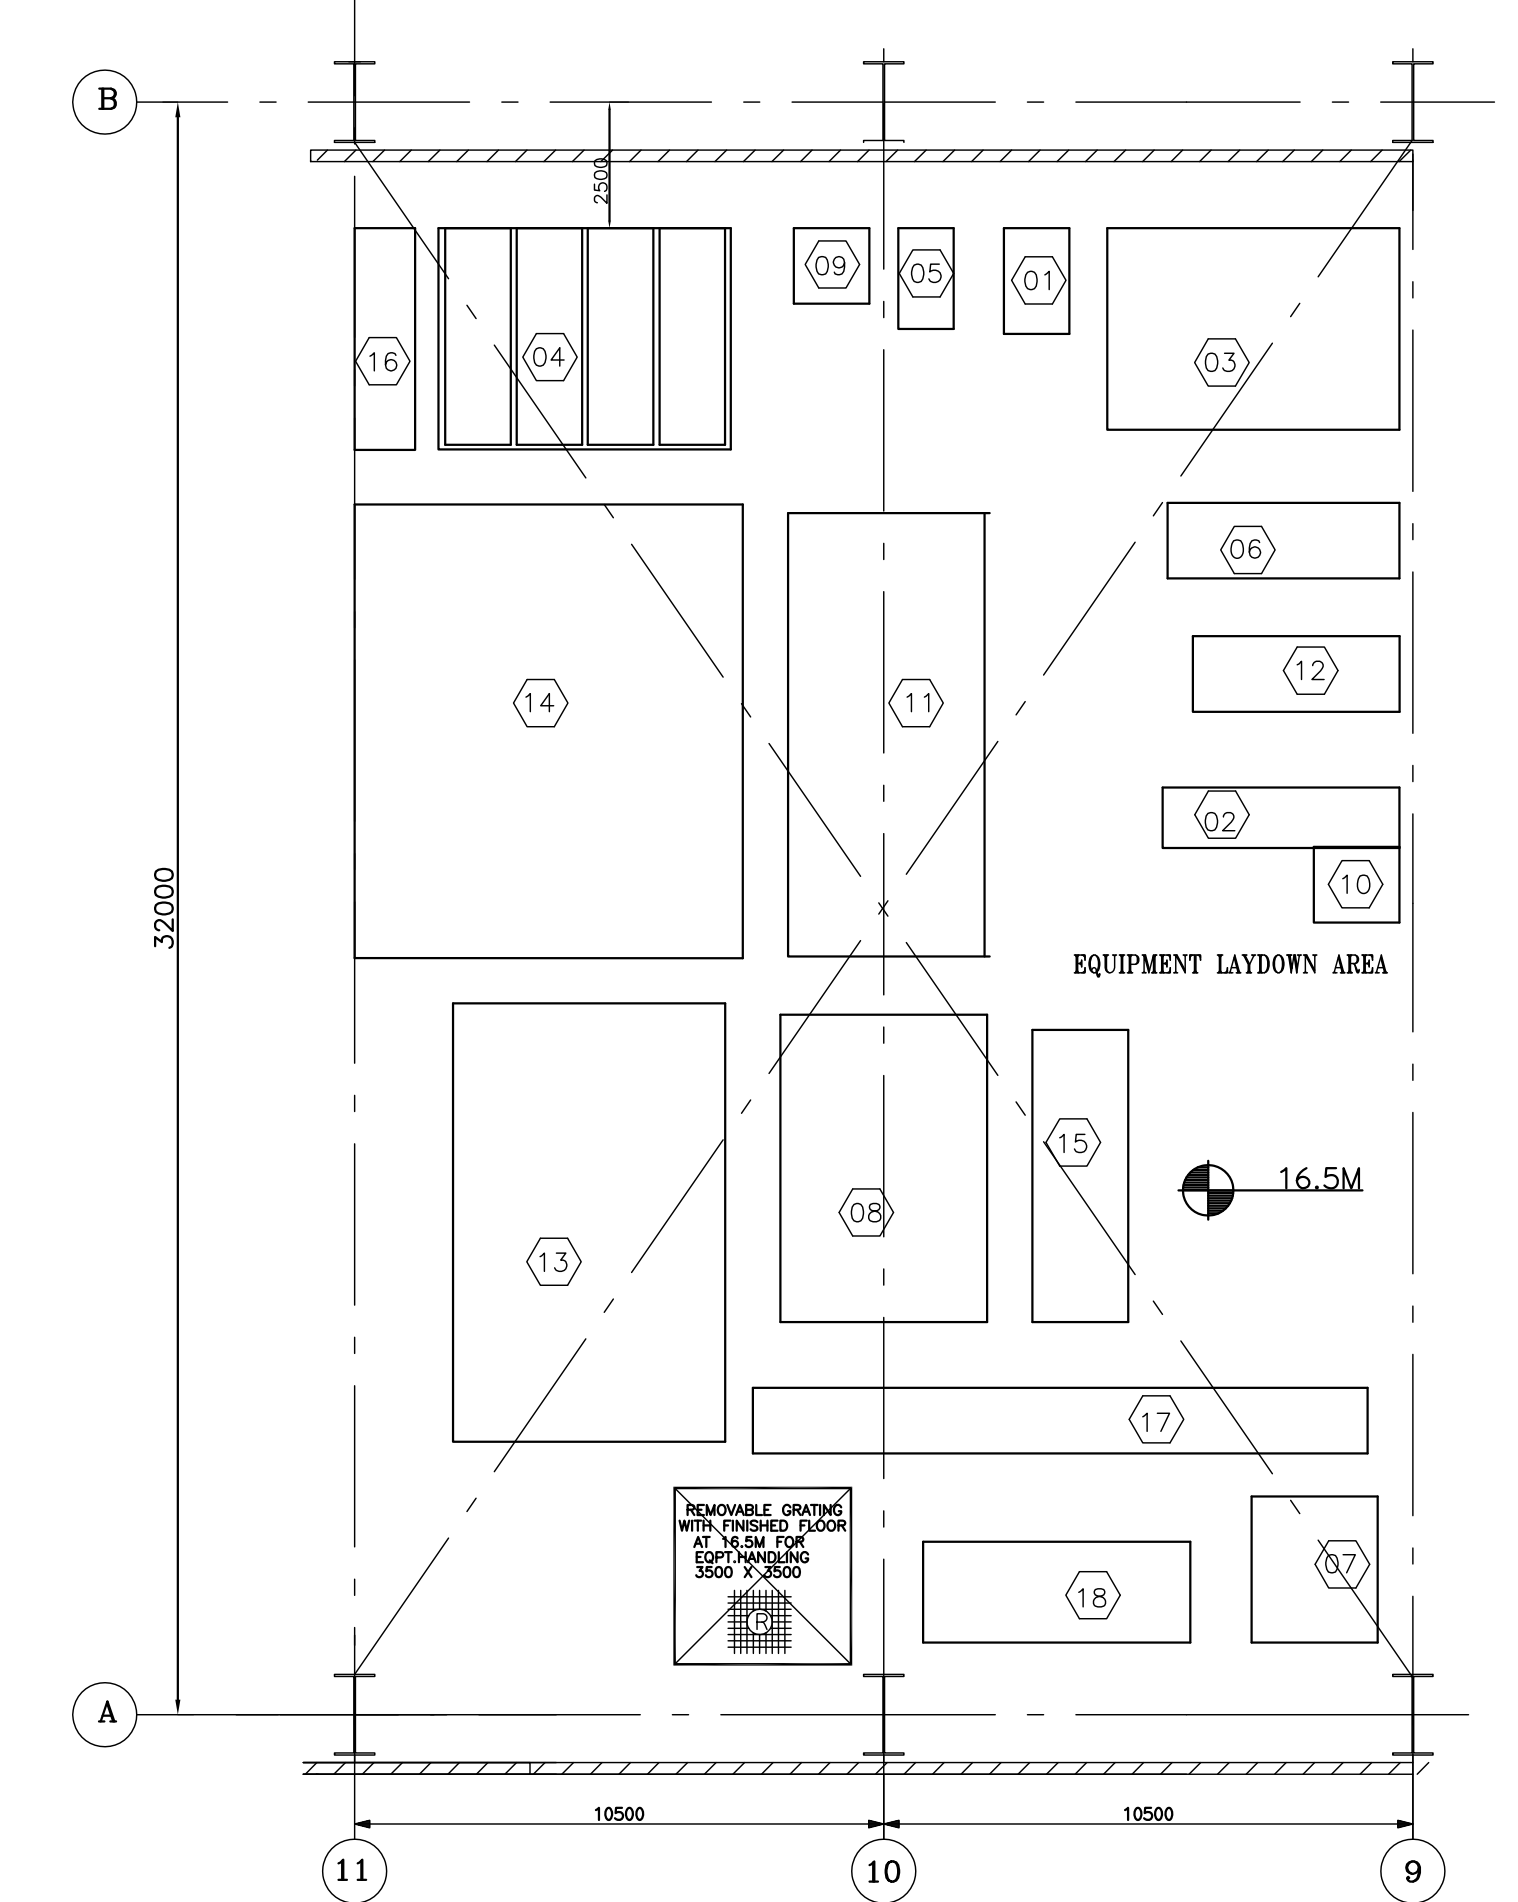 B
2500
09
05
01
16
04
03
06
12
14
11
02
10
32000
EQUIPMENT LAYDOWN AREA
15
16.5M
08
13
17
REMOVABLE GRATING
WITH FINISHED FLOOR
AT 16.5M FOR
EQPT.HANDLING
3500 X 3500
R
07
18
A
10500
10500
11
10
9